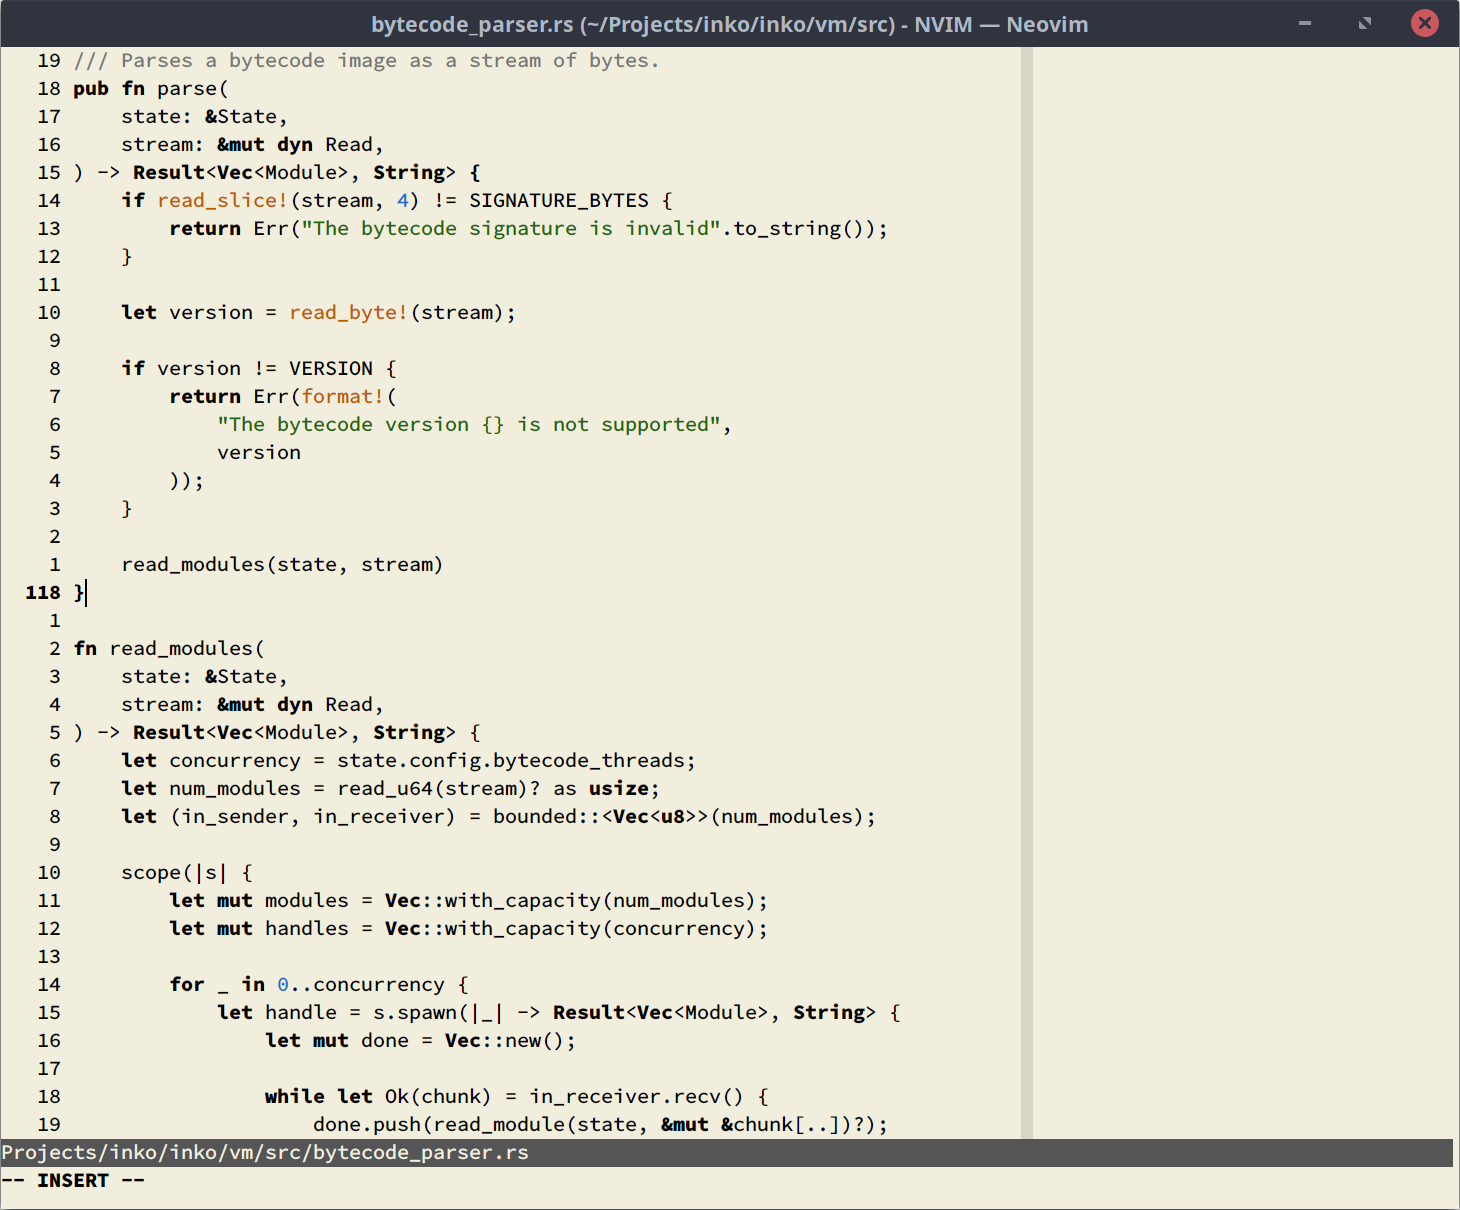 bytecode_parser.rs (~/Projects/inko/inko/vm/src) - NVIM — Neovim
19 /// Parses a bytecode image as a stream of bytes.
18 pub fn parse(
17     state: &State,
16     stream: &mut dyn Read,
15 ) -> Result<Vec<Module>, String> {
14     if read_slice!(stream, 4) != SIGNATURE_BYTES {
13         return Err("The bytecode signature is invalid".to_string());
12     }
11
10     let version = read_byte!(stream);
9
8     if version != VERSION {
7         return Err(format!(
6             "The bytecode version {} is not supported",
5             version
4         ));
3     }
2
1     read_modules(state, stream)
118 }
1
2 fn read_modules(
3     state: &State,
4     stream: &mut dyn Read,
5 ) -> Result<Vec<Module>, String> {
6     let concurrency = state.config.bytecode_threads;
7     let num_modules = read_u64(stream)? as usize;
8     let (in_sender, in_receiver) = bounded::<Vec<u8>>(num_modules);
9
10     scope(|s| {
11         let mut modules = Vec::with_capacity(num_modules);
12         let mut handles = Vec::with_capacity(concurrency);
13
14         for _ in 0..concurrency {
15             let handle = s.spawn(|_| -> Result<Vec<Module>, String> {
16                 let mut done = Vec::new();
17
18                 while let Ok(chunk) = in_receiver.recv() {
19                     done.push(read_module(state, &mut &chunk[..])?);
Projects/inko/inko/vm/src/bytecode_parser.rs
-- INSERT --